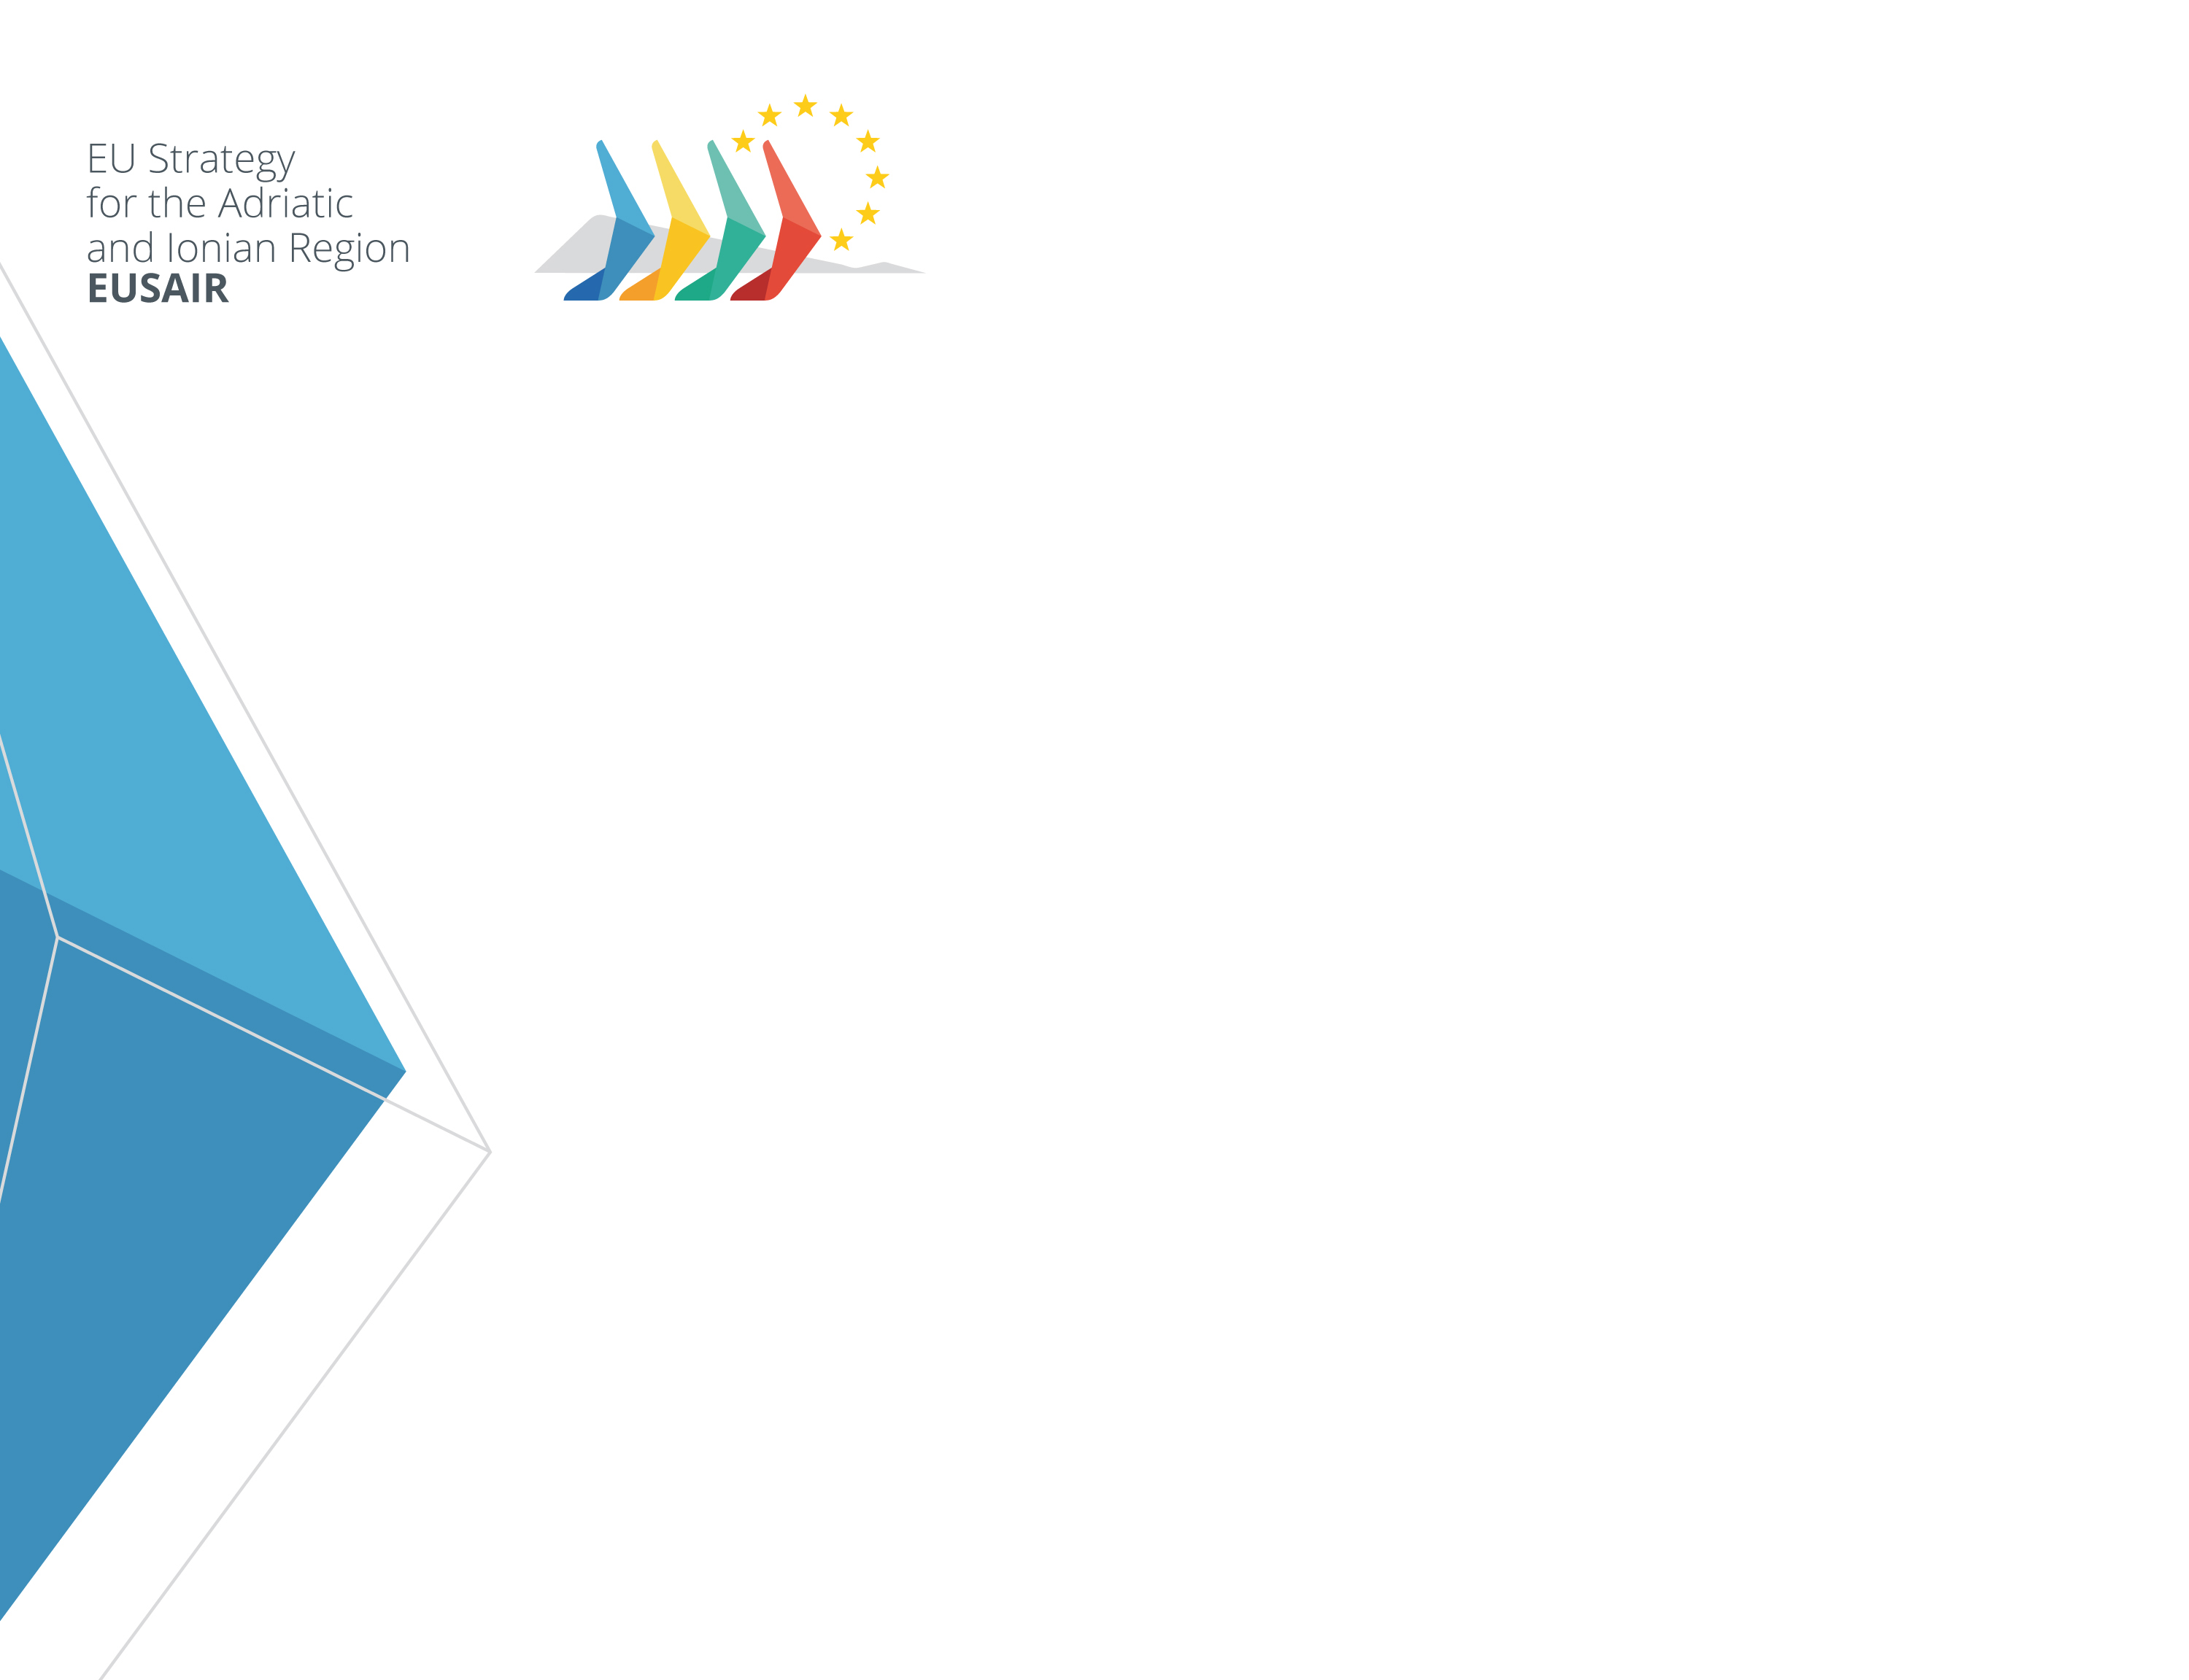 EU Strategy
for the Adriatic
and Ionian Region
EUSAIR